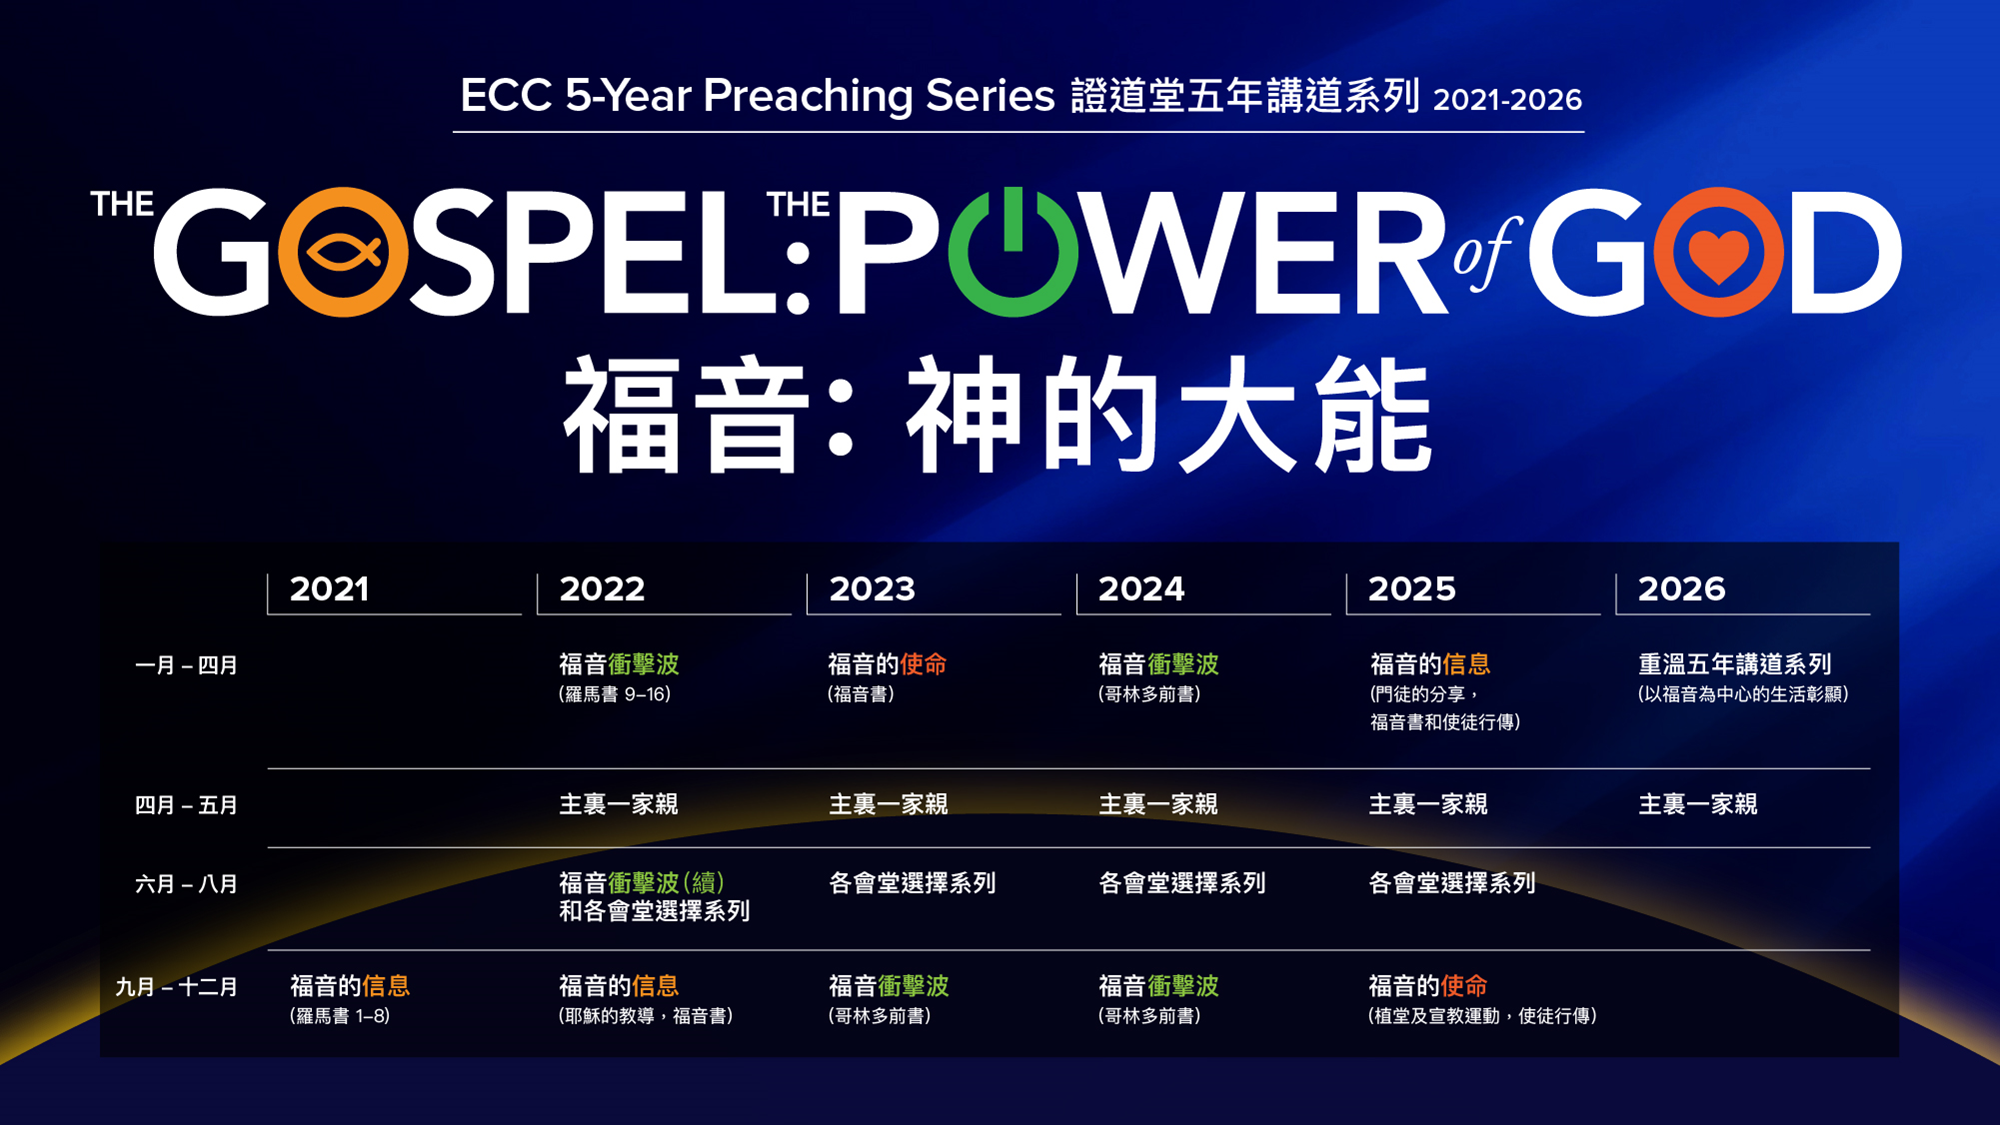 ECC 5-Year Preaching Series 證道堂五年講道系列 2021-2026
THE GOSPEL: THE POWER of GOD
福音：神的大能
2021 2022 2023 2024 2025 2026
一月 – 四月
福音衝擊波
(羅馬書 9–16)
福音的使命
(福音書)
福音衝擊波
(哥林多前書)
福音的信息
(門徒的分享，
福音書和使徒行傳)
重溫五年講道系列
(以福音為中心的生活彰顯)
四月 – 五月
主裏一家親
主裏一家親
主裏一家親
主裏一家親
主裏一家親
六月 – 八月
福音衝擊波(續)
和各會堂選擇系列
各會堂選擇系列
各會堂選擇系列
各會堂選擇系列
九月 – 十二月
福音的信息
(羅馬書 1–8)
福音的信息
(耶穌的教導，福音書)
福音衝擊波
(哥林多前書)
福音衝擊波
(哥林多前書)
福音的使命
(植堂及宣教運動，使徒行傳)